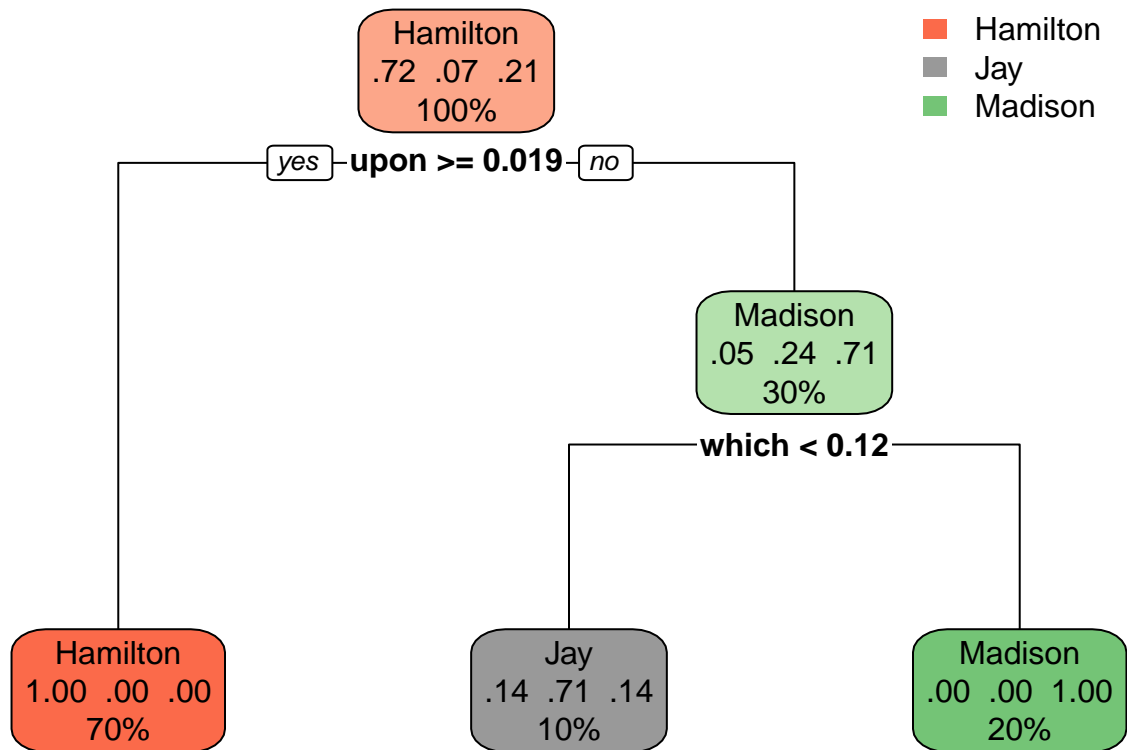 Hamilton
.72 .07 .21
100%
Hamilton
Jay
Madison
yes upon >= 0.019 no
Madison
.05 .24 .71
30%
which < 0.12
Hamilton
1.00 .00 .00
70%
Jay
.14 .71 .14
10%
Madison
.00 .00 1.00
20%